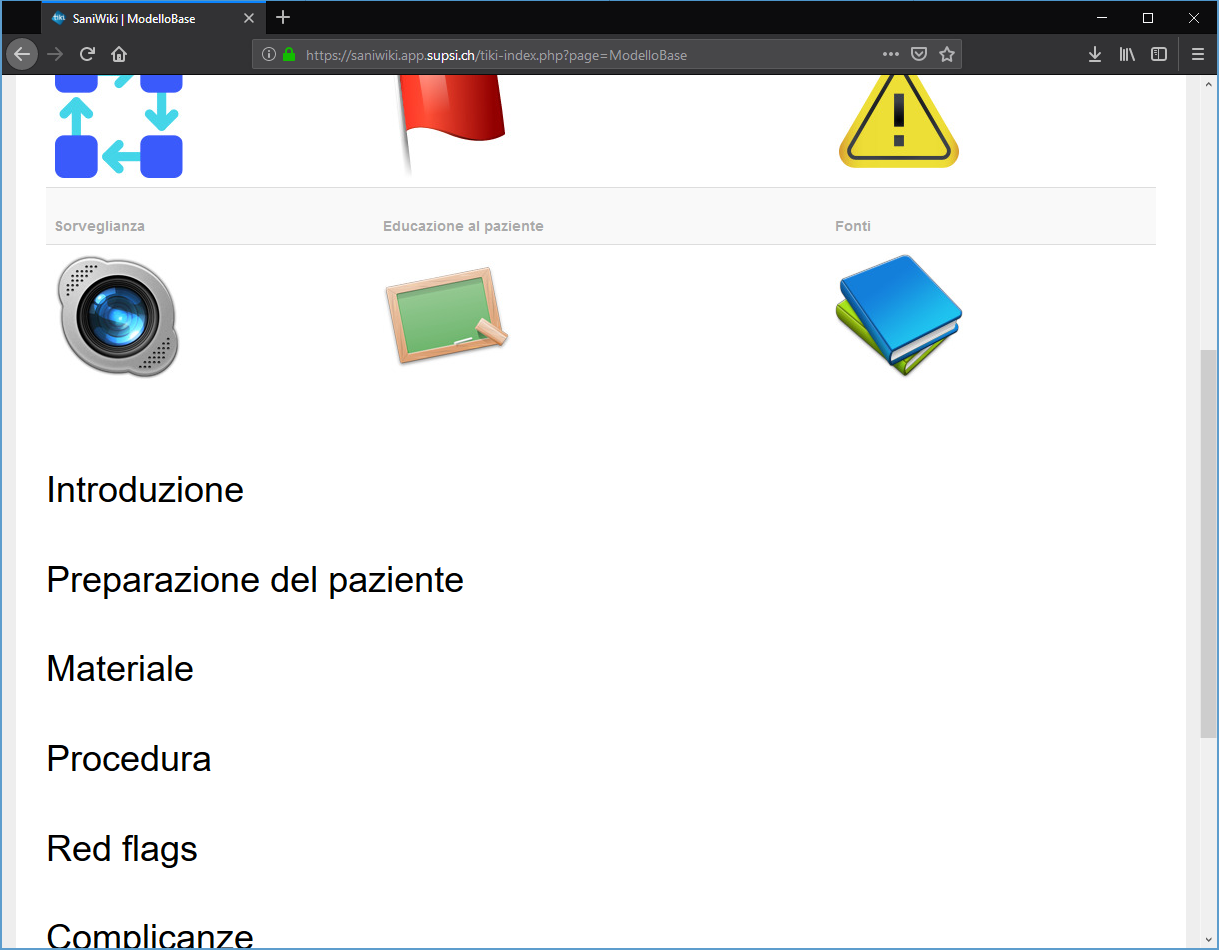 SaniWiki | ModelloBase
https://saniwiki.app.supsi.ch/tiki-index.php?page=ModelloBase
Sorveglianza Educazione al paziente Fonti
Introduzione
Preparazione del paziente
Materiale
Procedura
Red flags
Complicanze